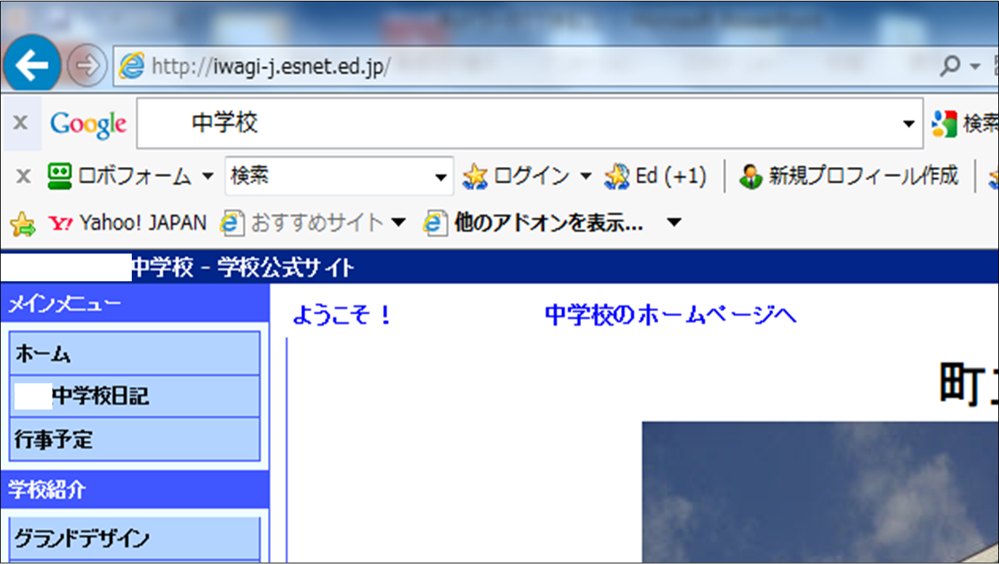 http://iwagi-j.esnet.ed.jp/
x Google 中学校 検索
x ロボフォーム 検索 ログイン Ed (+1) 新規プロフィール作成
Y! Yahoo! JAPAN おすすめサイト 他のアドオンを表示...
中学校 - 学校公式サイト
メインメニュー
ようこそ！ 中学校のホームページへ
ホーム
町
中学校日記
行事予定
学校紹介
グランドデザイン